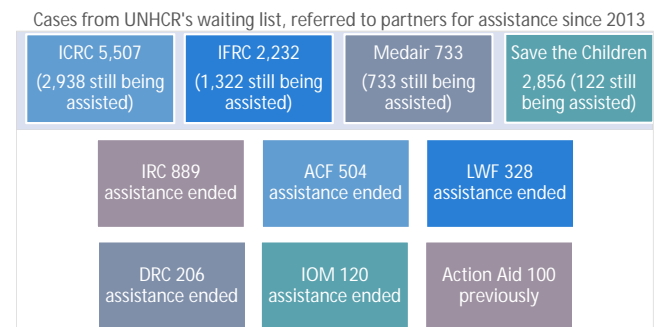 Cases from UNHCR's waiting list, referred to partners for assistance since 2013
ICRC 5,507
(2,938 still being
assisted)
IFRC 2,232
(1,322 still being
assisted)
Medair 733
(733 still being
assisted)
Save the Children
2,856 (122 still
being assisted)
IRC 889
assistance ended
ACF 504
assistance ended
LWF 328
assistance ended
DRC 206
assistance ended
IOM 120
assistance ended
Action Aid 100
previously